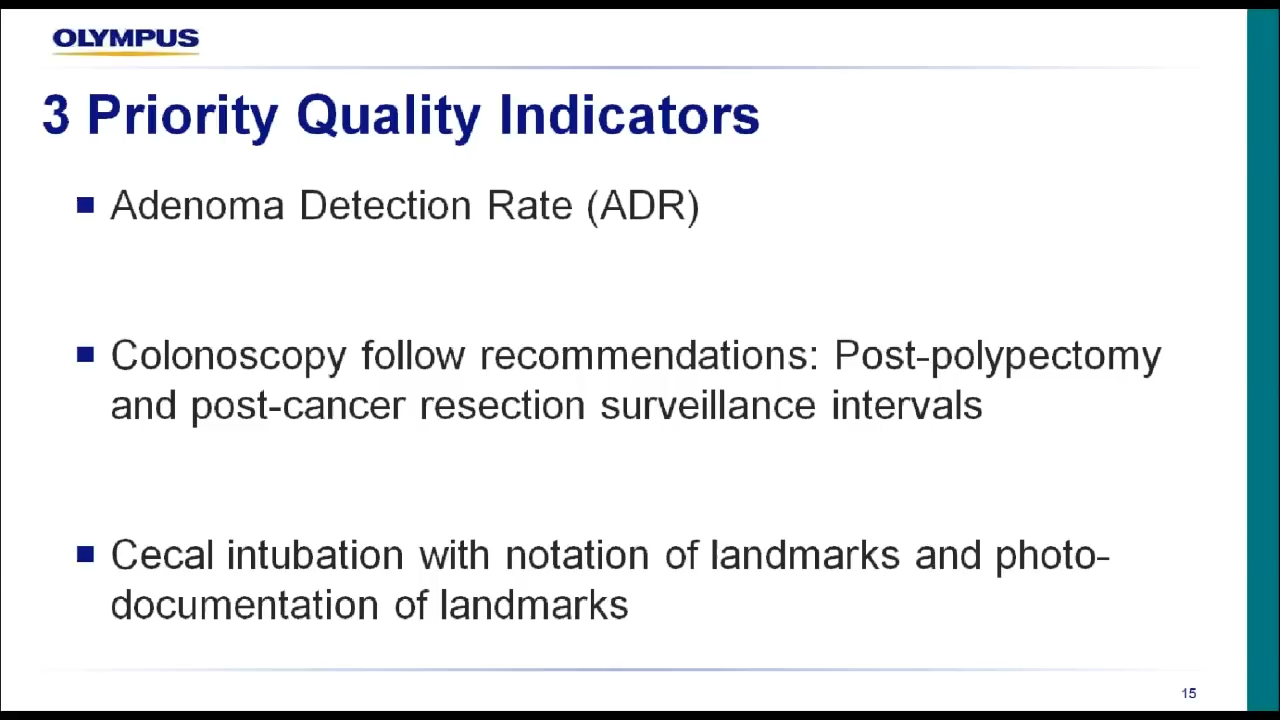 OLYMPUS
3 Priority Quality Indicators
Adenoma Detection Rate (ADR)
Colonoscopy follow recommendations: Post-polypectomy
and post-cancer resection surveillance intervals
Cecal intubation with notation of landmarks and photo-
documentation of landmarks
15